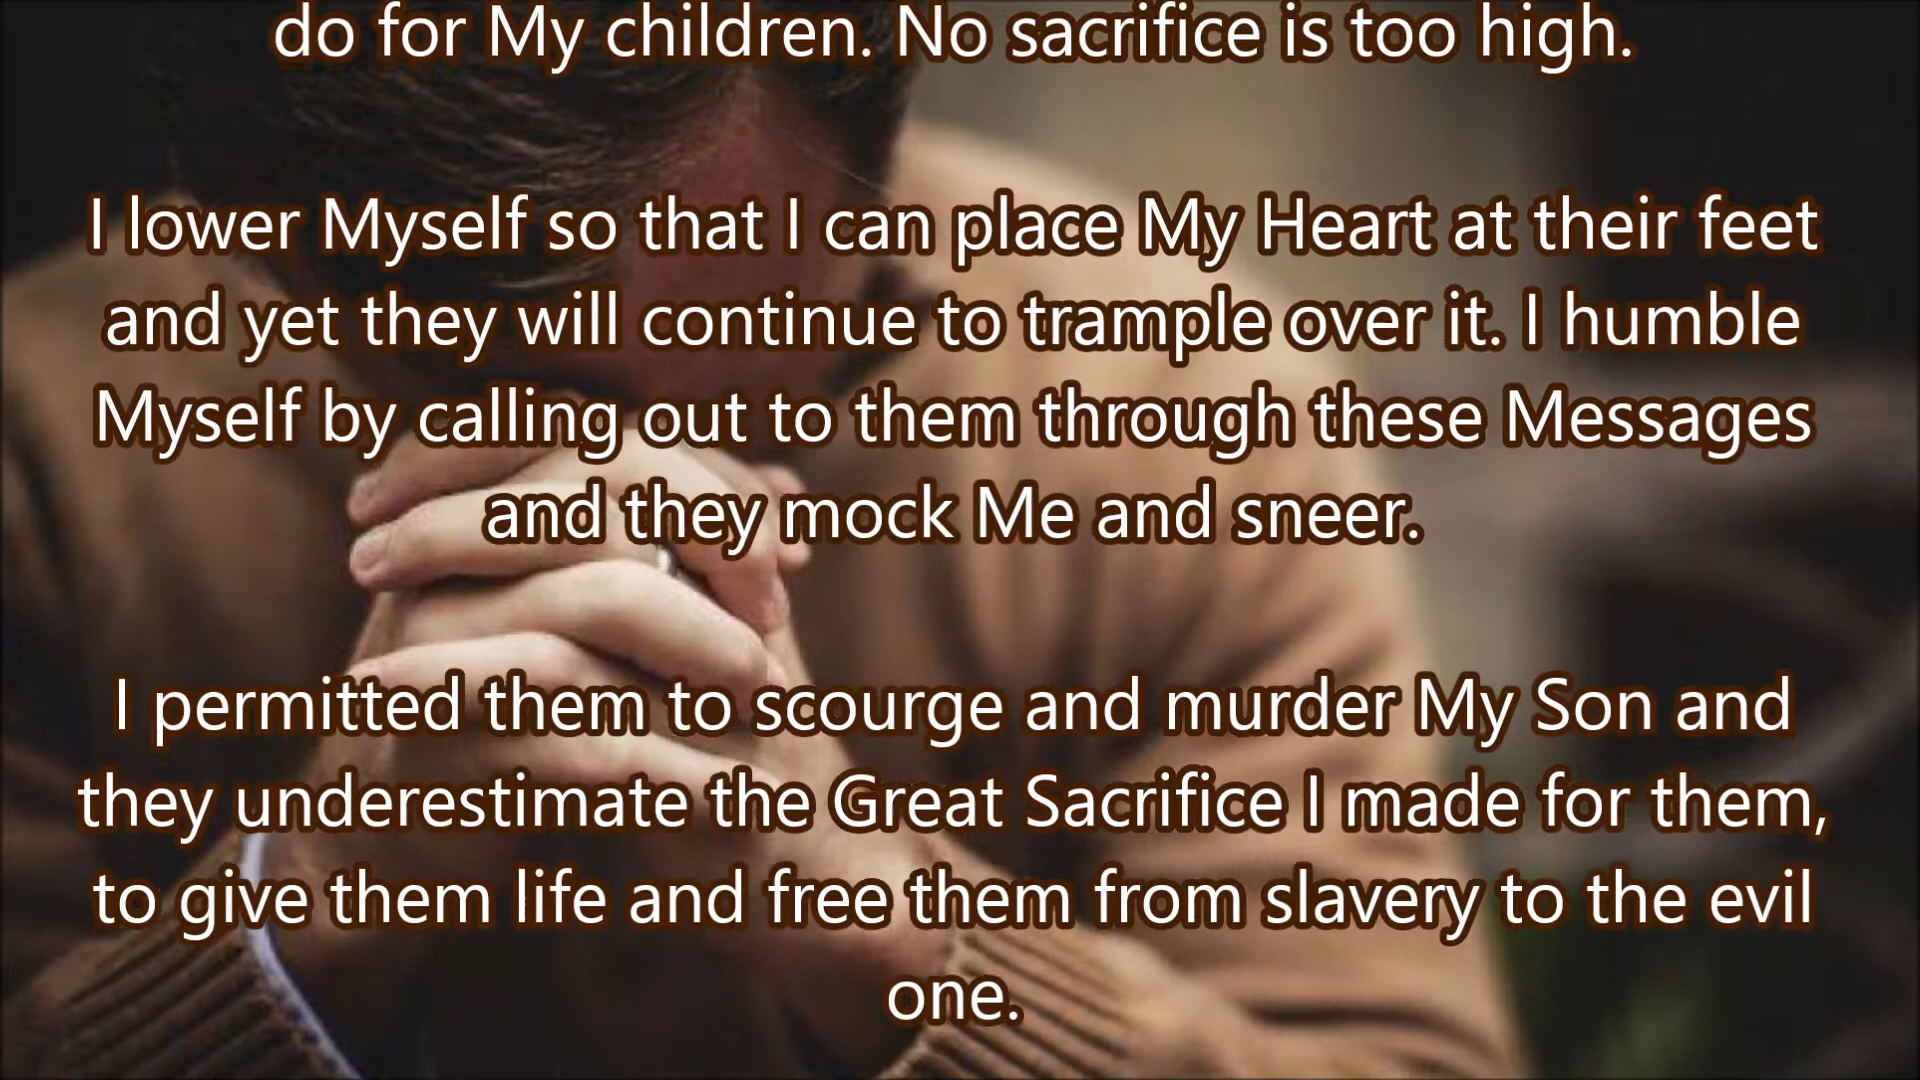 do for My children. No sacrifice is too high.
I lower Myself so that I can place My Heart at their feet
and yet they will continue to trample over it. I humble
Myself by calling out to them through these Messages
and they mock Me and sneer.
I permitted them to scourge and murder My Son and
they underestimate the Great Sacrifice I made for them,
to give them life and free them from slavery to the evil
one.